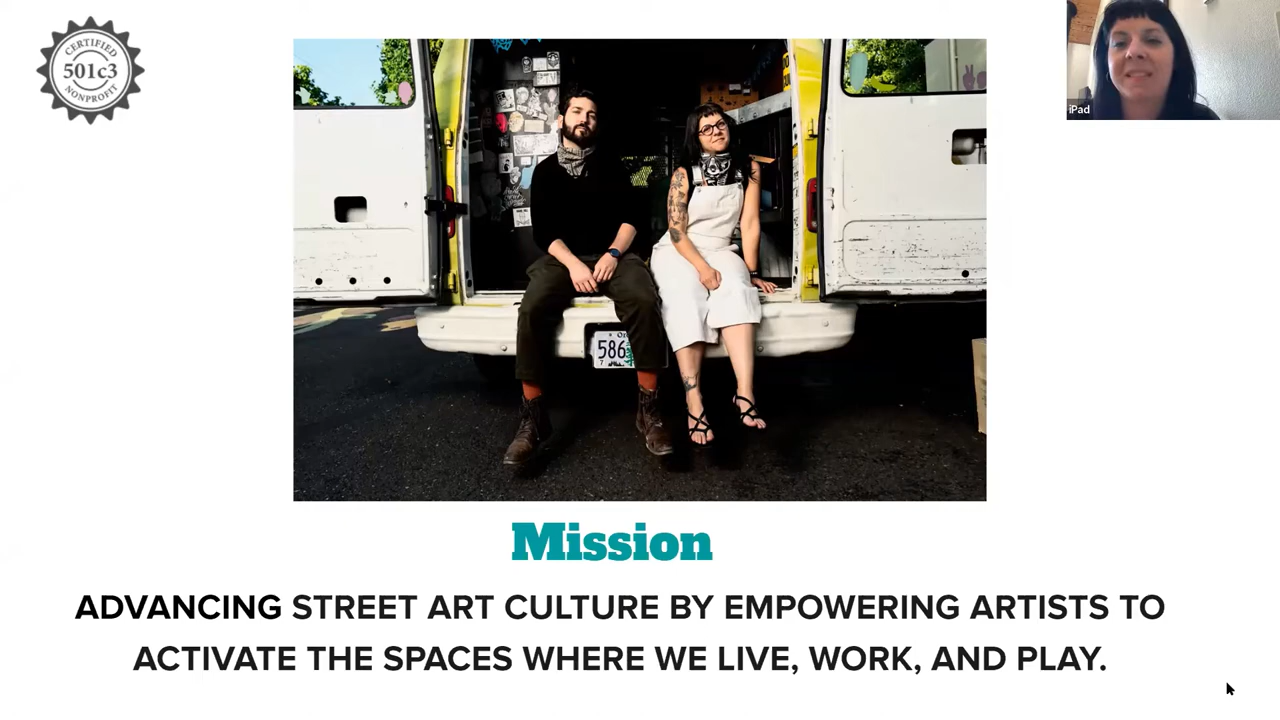 CERTIFIED
501c3
NONPROFIT
iPad
586
7
Mission
ADVANCING STREET ART CULTURE BY EMPOWERING ARTISTS TO
ACTIVATE THE SPACES WHERE WE LIVE, WORK, AND PLAY.